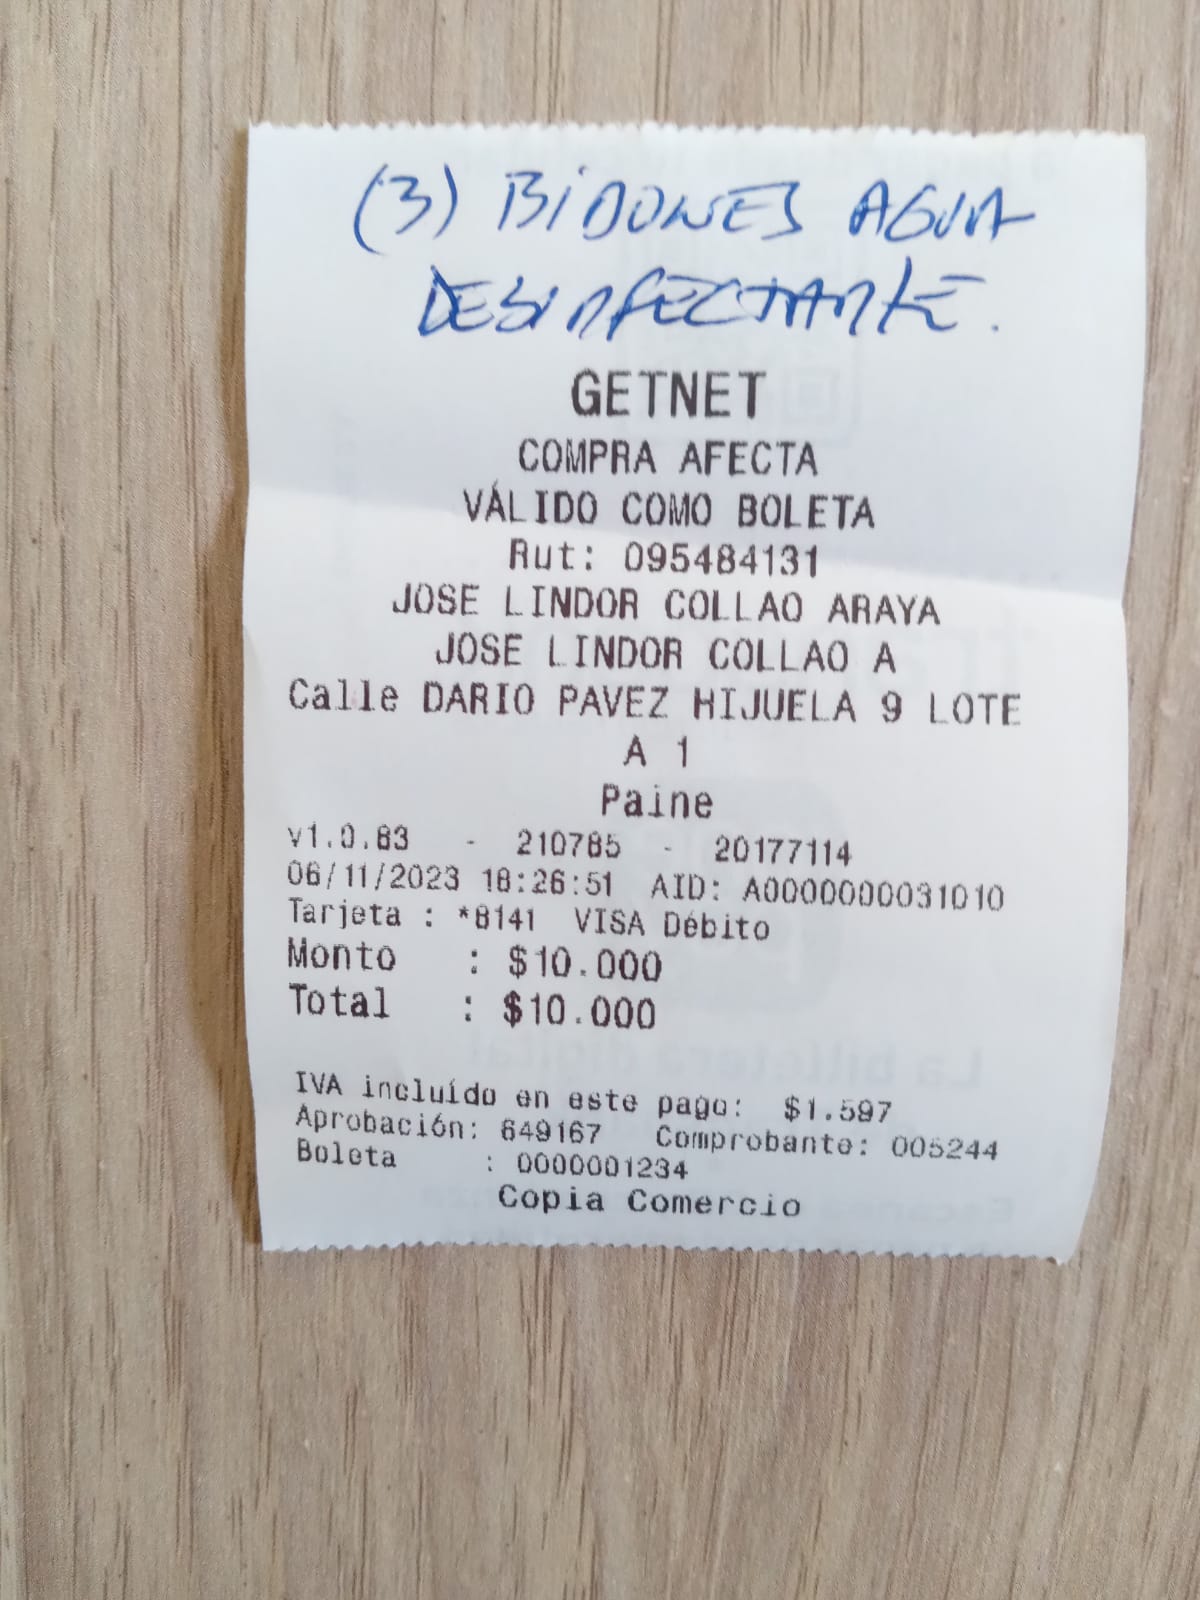 (3) BIDONES AGUA
DESINFECTANTE.
GETNET
COMPRA AFECTA
VÁLIDO COMO BOLETA
Rut: 095484131
JOSE LINDOR COLLAO ARAYA
JOSE LINDOR COLLAO A
Calle DARIO PAVEZ HIJUELA 9 LOTE
A 1
Paine
v1.0.83 - 210785 - 20177114
06/11/2023 18:26:51 AID: A0000000031010
Tarjeta : *8141 VISA Débito
Monto : $10.000
Total : $10.000
IVA incluído en este pago: $1.597
Aprobación: 649167 Comprobante: 005244
Boleta : 0000001234
Copia Comercio